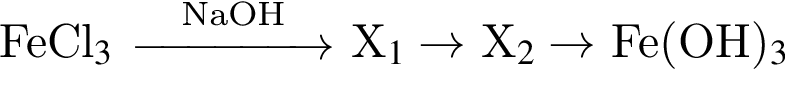 FeCl₃ —NaOH→ X₁ → X₂ → Fe(OH)₃